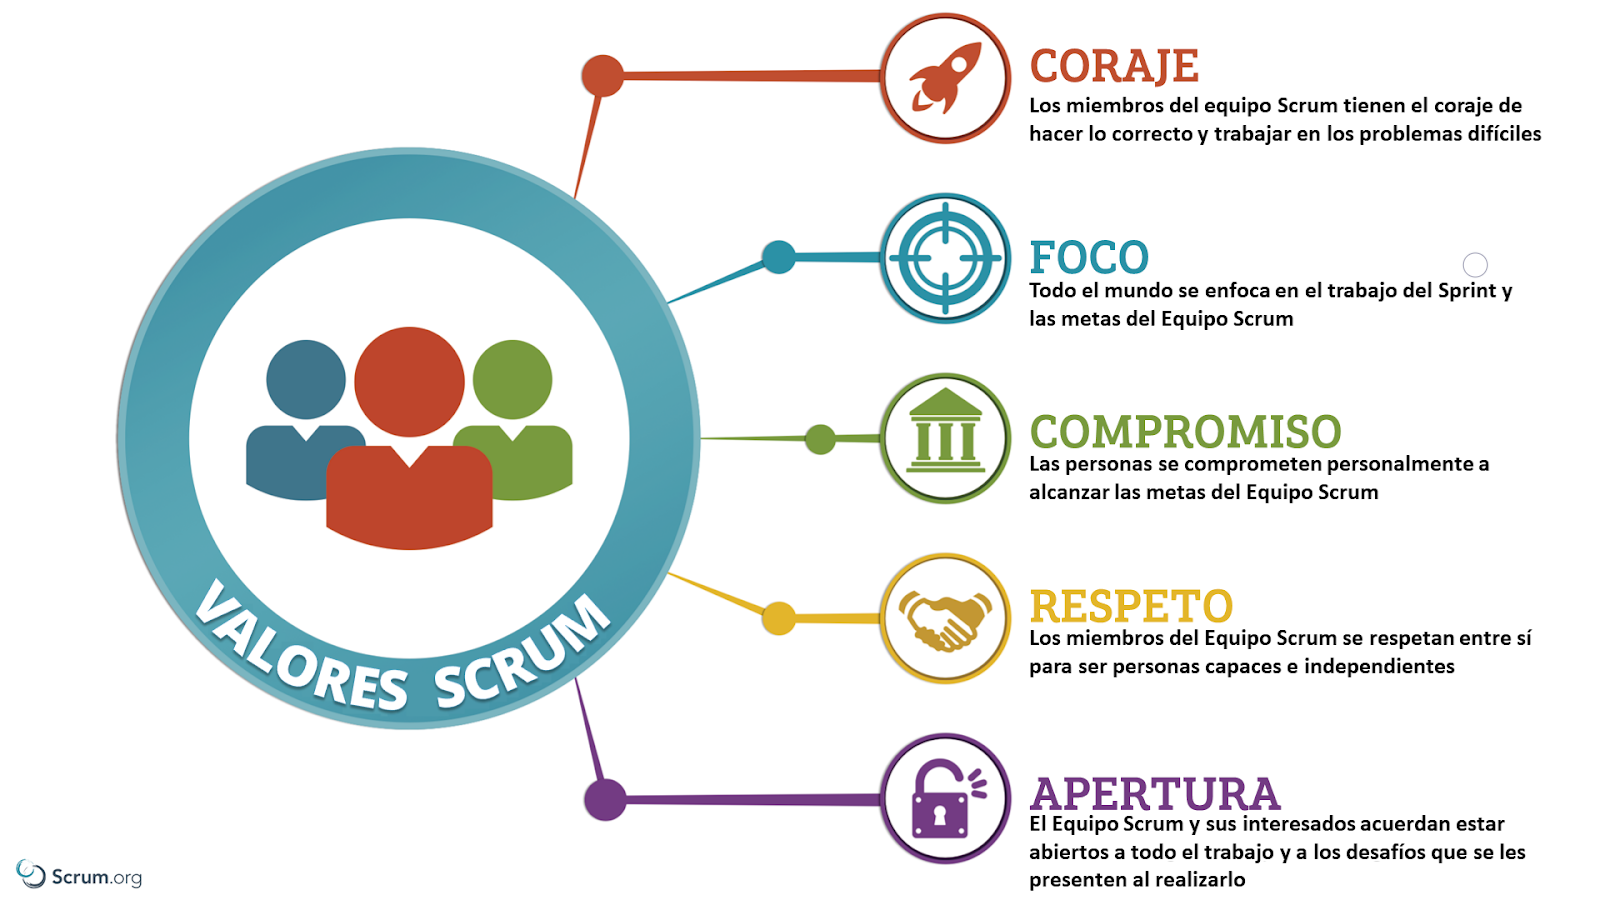 CORAJE
Los miembros del equipo Scrum tienen el coraje de
hacer lo correcto y trabajar en los problemas difíciles
FOCO
Todo el mundo se enfoca en el trabajo del Sprint y
las metas del Equipo Scrum
COMPROMISO
Las personas se comprometen personalmente a
alcanzar las metas del Equipo Scrum
RESPETO
Los miembros del Equipo Scrum se respetan entre sí
para ser personas capaces e independientes
APERTURA
El Equipo Scrum y sus interesados acuerdan estar
abiertos a todo el trabajo y a los desafíos que se les
presenten al realizarlo
VALORES SCRUM
Scrum.org